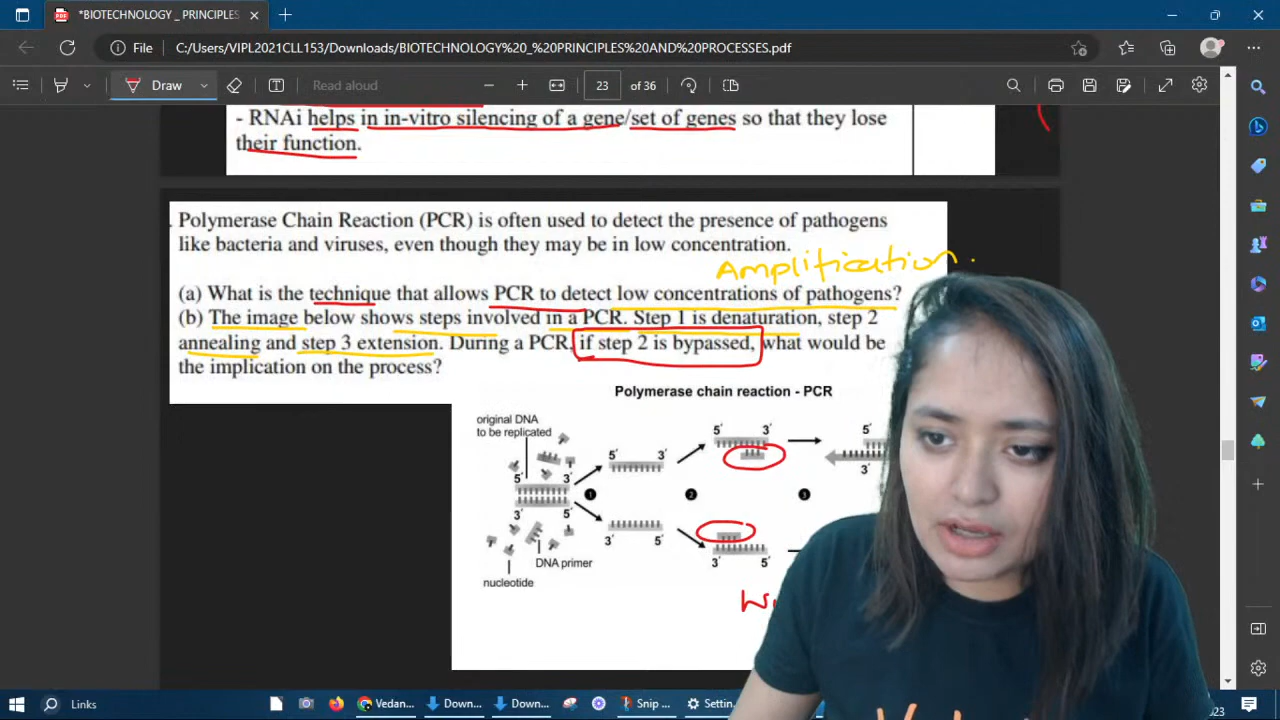 *BIOTECHNOLOGY _ PRINCIPLES
File
C:/Users/VIPL2021CLL153/Downloads/BIOTECHNOLOGY%20_%20PRINCIPLES%20AND%20PROCESSES.pdf
Draw
Read aloud
23 of 36
- RNAi helps in in-vitro silencing of a gene/set of genes so that they lose
their function.
Polymerase Chain Reaction (PCR) is often used to detect the presence of pathogens
like bacteria and viruses, even though they may be in low concentration.
Amplification.
(a) What is the technique that allows PCR to detect low concentrations of pathogens?
(b) The image below shows steps involved in a PCR. Step 1 is denaturation, step 2
annealing and step 3 extension. During a PCR, if step 2 is bypassed, what would be
the implication on the process?
Polymerase chain reaction - PCR
original DNA
to be replicated
5' 3'
3' 5'
5' 3'
3' 5'
5' 3'
3' 5'
5'
3'
1 2 3
DNA primer
nucleotide
Links
Vedan...
Down...
Down...
Snip ...
Settin...